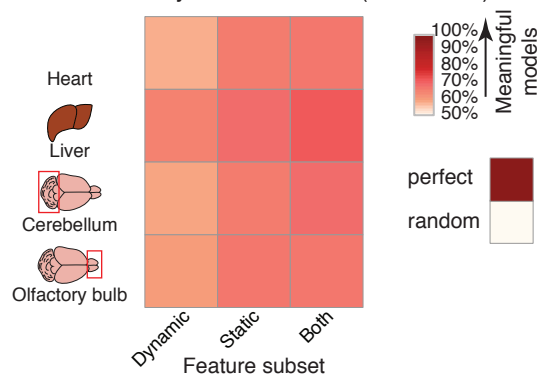 Heart
Liver
Cerebellum
Olfactory bulb
Dynamic
Static
Both
Feature subset
100%
90%
80%
70%
60%
50%
Meaningful
models
perfect
random